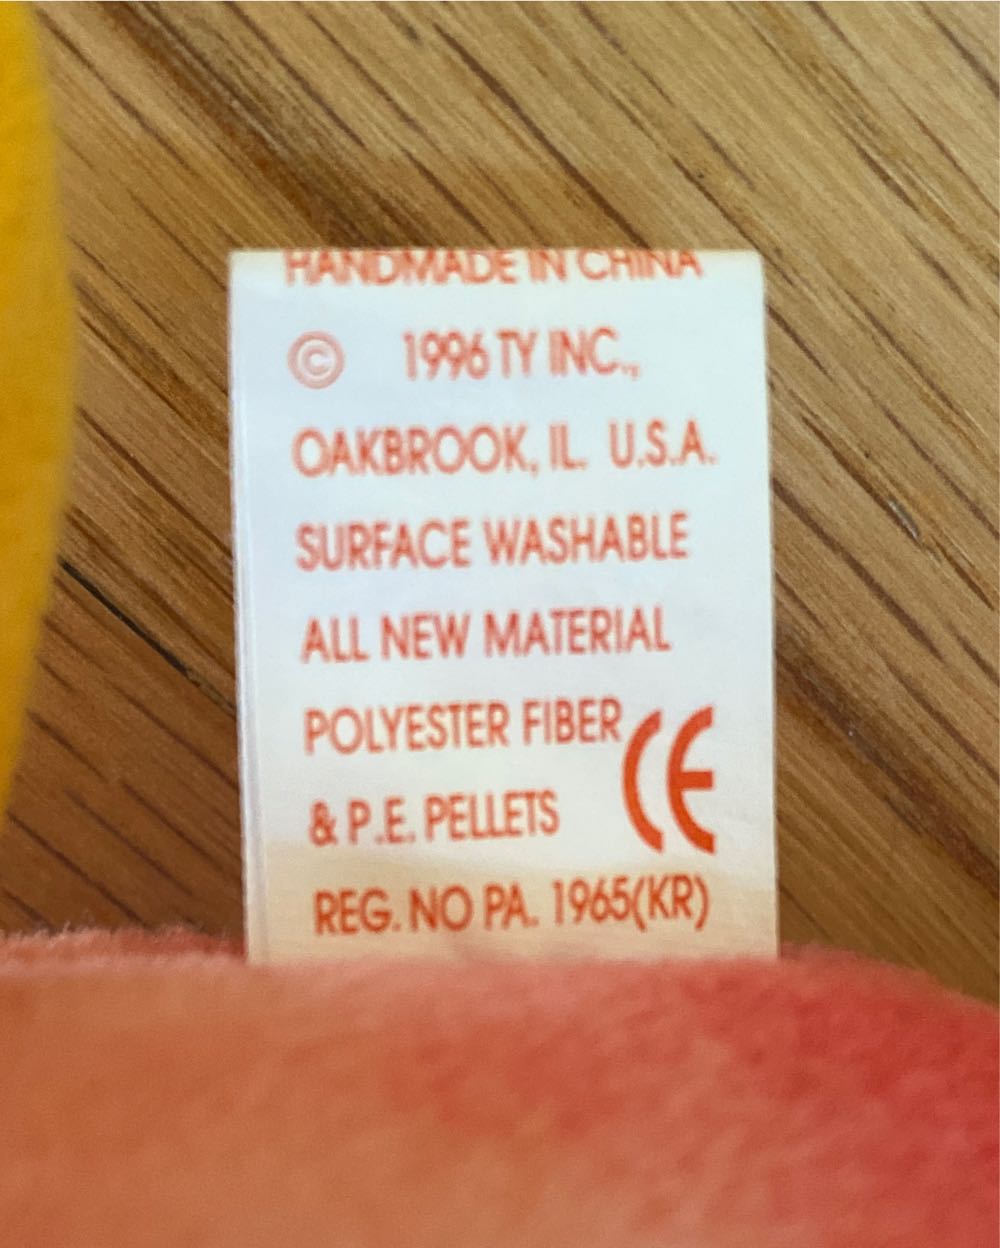 HANDMADE IN CHINA
© 1996 TY INC.,
OAKBROOK, IL. U.S.A.
SURFACE WASHABLE
ALL NEW MATERIAL
POLYESTER FIBER
& P.E. PELLETS CE
REG. NO PA. 1965(KR)